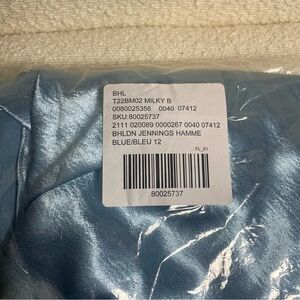 BHL
T22BM02 MILKY B
0080025356 0040 07412
SKU:80025737
2111 020089 0000267 0040 07412
BHLDN JENNINGS HAMME
BLUE/BLEU 12
FL_61
80025737